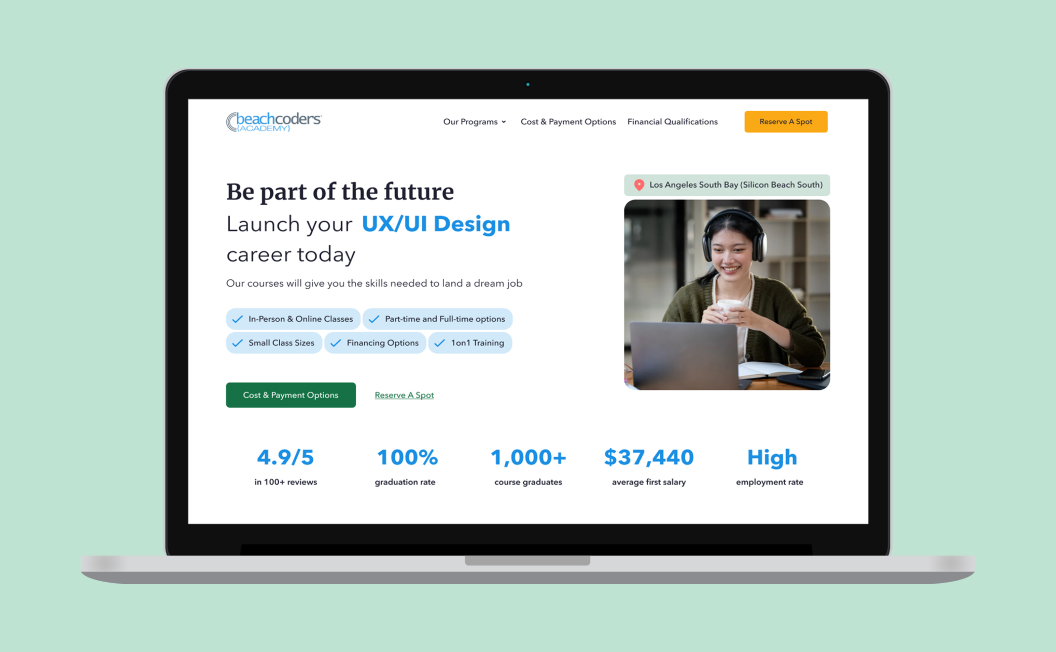 beachcoders
{ACADEMY}
Our Programs
Cost & Payment Options
Financial Qualifications
Reserve A Spot
Be part of the future
Launch your UX/UI Design
career today
Our courses will give you the skills needed to land a dream job
In-Person & Online Classes
Part-time and Full-time options
Small Class Sizes
Financing Options
1on1 Training
Cost & Payment Options
Reserve A Spot
Los Angeles South Bay (Silicon Beach South)
4.9/5
in 100+ reviews
100%
graduation rate
1,000+
course graduates
$37,440
average first salary
High
employment rate